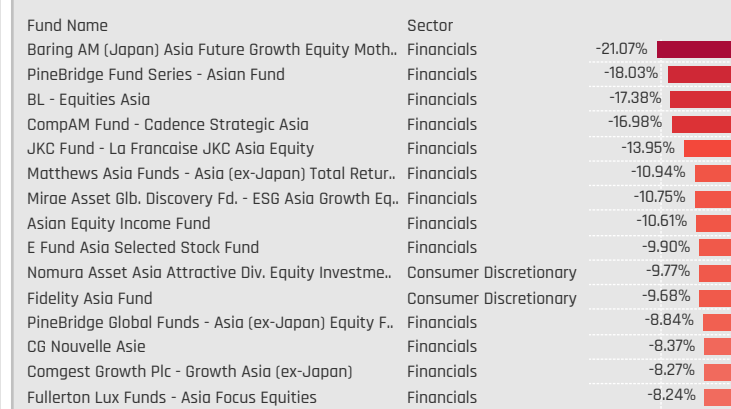 Fund Name Sector
Baring AM (Japan) Asia Future Growth Equity Moth.. Financials -21.07%
PineBridge Fund Series - Asian Fund Financials -18.03%
BL - Equities Asia Financials -17.38%
CompAM Fund - Cadence Strategic Asia Financials -16.98%
JKC Fund - La Francaise JKC Asia Equity Financials -13.95%
Matthews Asia Funds - Asia (ex-Japan) Total Retur.. Financials -10.94%
Mirae Asset Glb. Discovery Fd. - ESG Asia Growth Eq.. Financials -10.75%
Asian Equity Income Fund Financials -10.61%
E Fund Asia Selected Stock Fund Financials -9.90%
Nomura Asset Asia Attractive Div. Equity Investme.. Consumer Discretionary -9.77%
Fidelity Asia Fund Consumer Discretionary -9.68%
PineBridge Global Funds - Asia (ex-Japan) Equity F.. Financials -8.84%
CG Nouvelle Asie Financials -8.37%
Comgest Growth Plc - Growth Asia (ex-Japan) Financials -8.27%
Fullerton Lux Funds - Asia Focus Equities Financials -8.24%